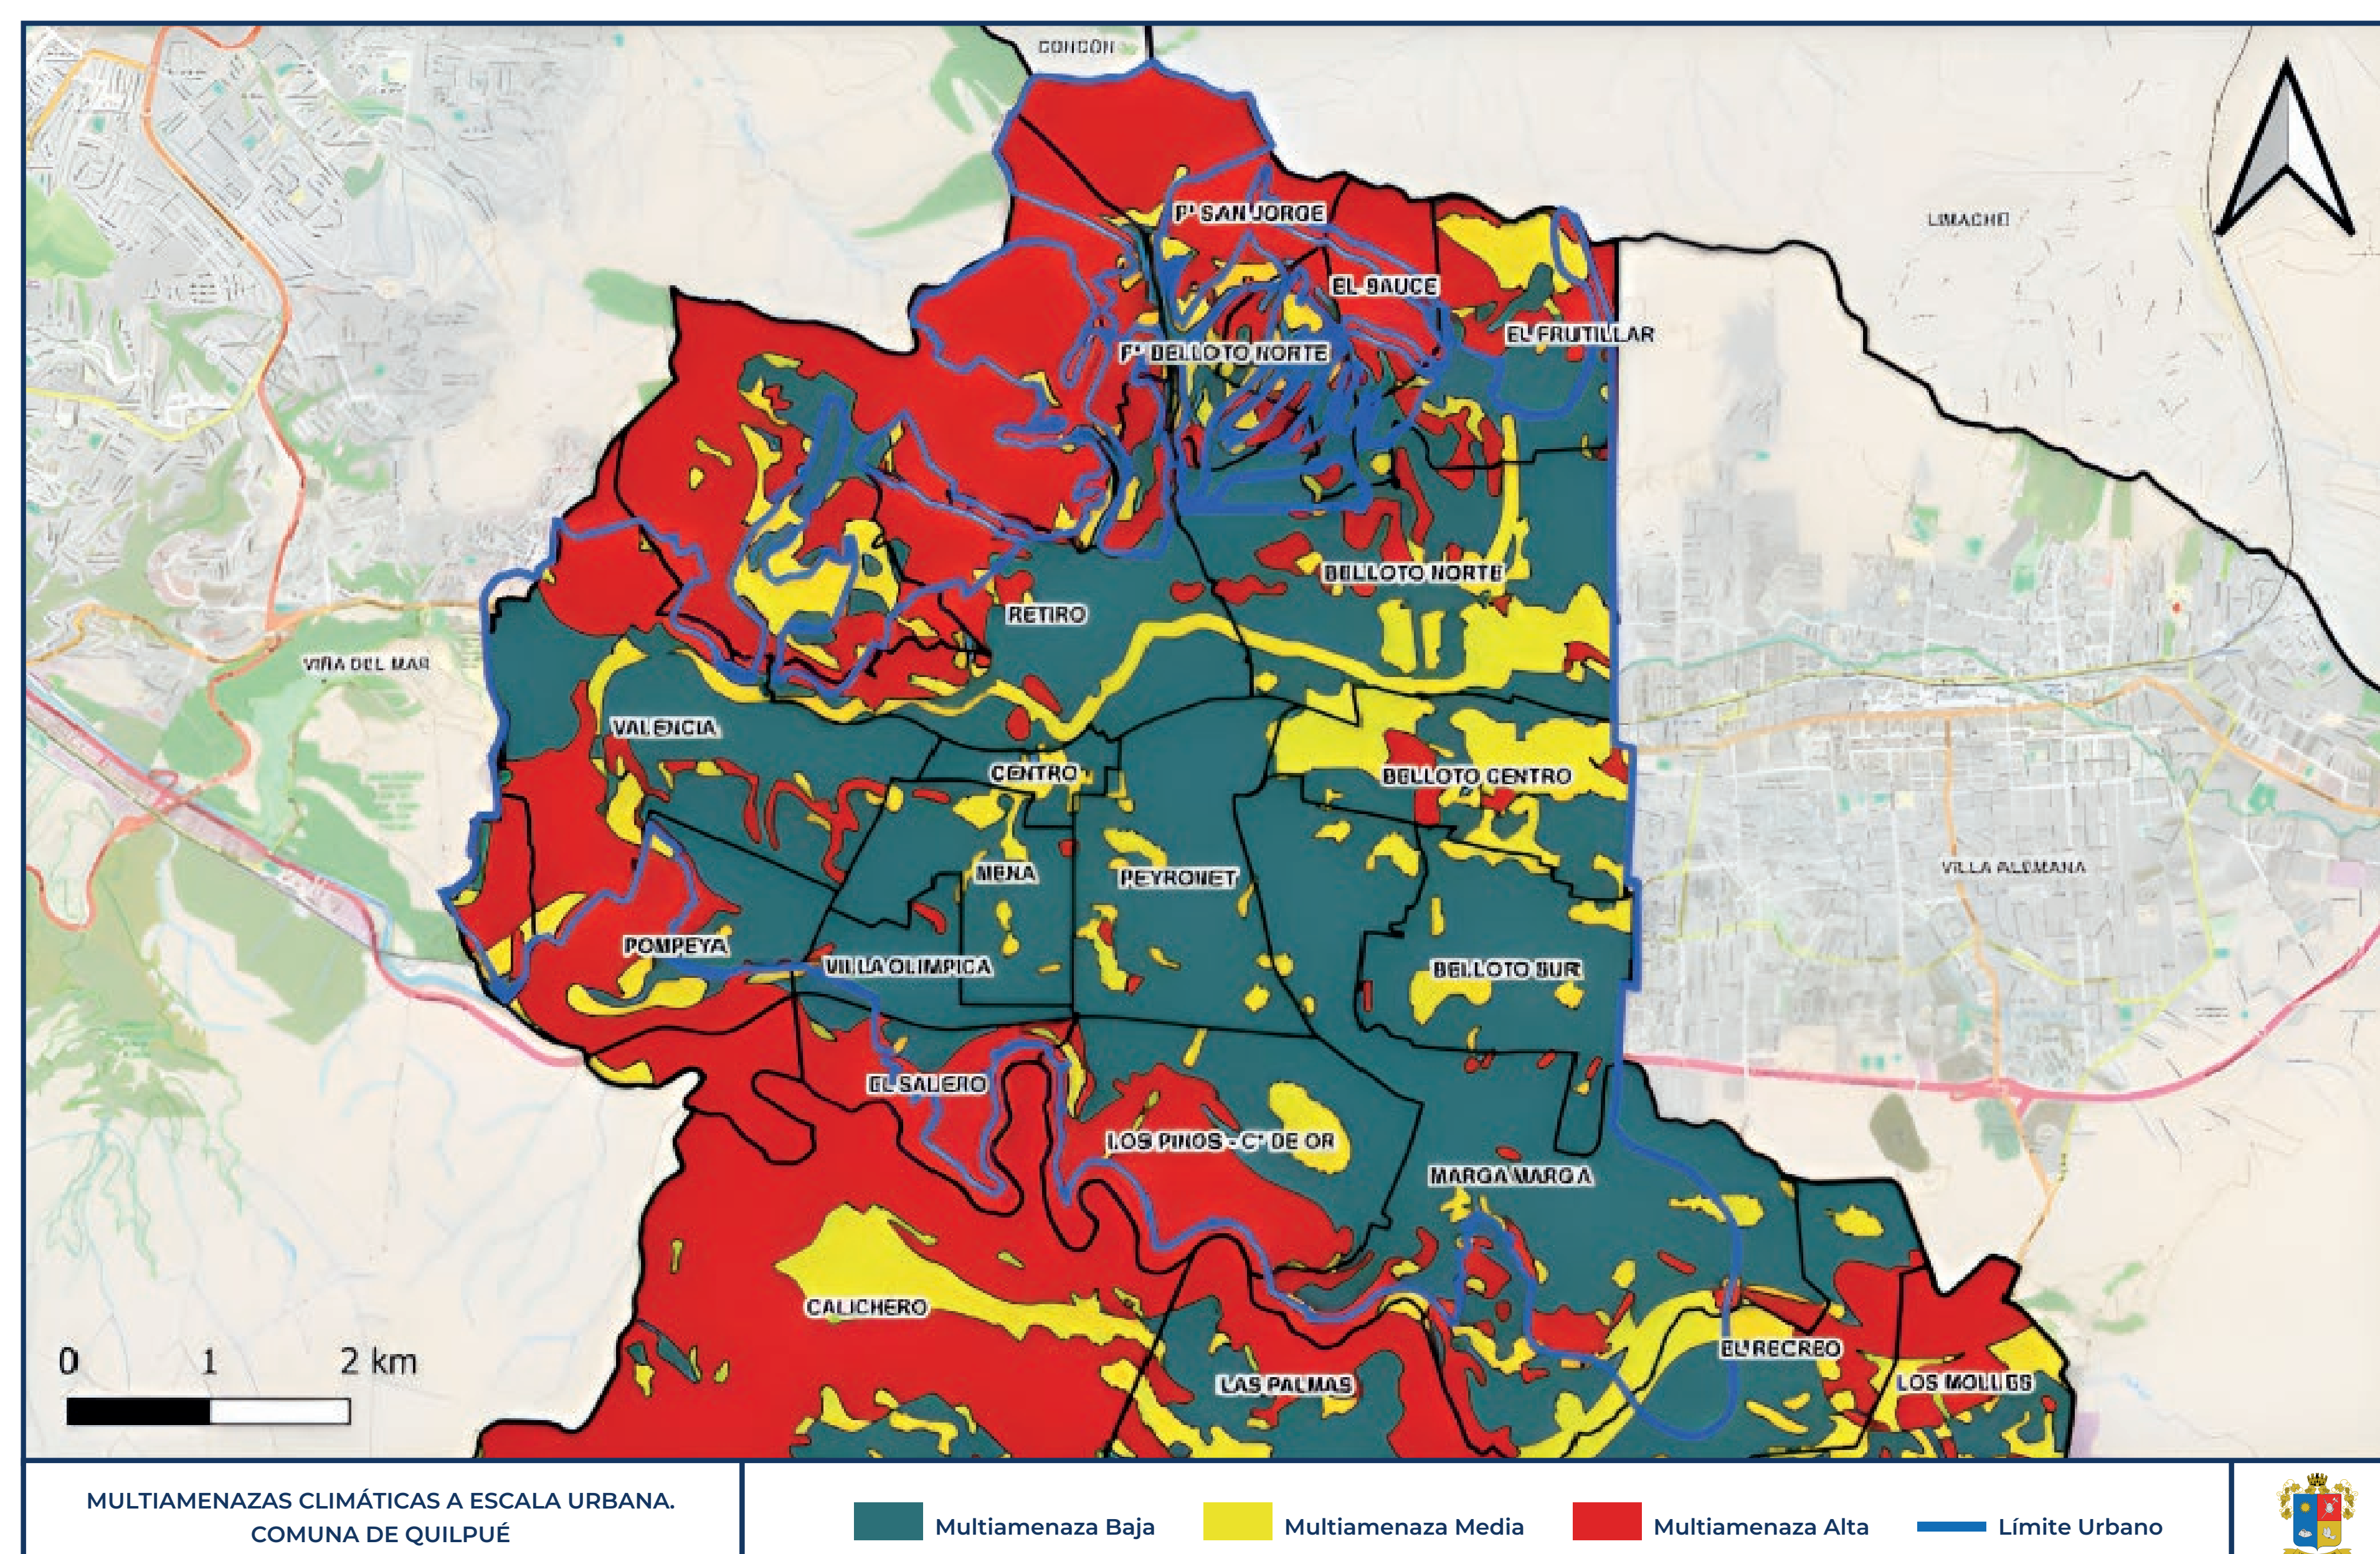 CONCÓN
Pº SAN JORGE
LIMACHE
EL SAUCE
EL FRUTILLAR
Pº BELLOTO NORTE
BELLOTO NORTE
RETIRO
VIÑA DEL MAR
VALENCIA
CENTRO
BELLOTO CENTRO
MENA
PEYRONET
VILLA ALEMANA
POMPEYA
VILLA OLIMPICA
BELLOTO SUR
EL SALERO
LOS PINOS - Cº DE OR
MARGA MARGA
CALICHERO
EL RECREO
LAS PALMAS
LOS MOLLES
0 1 2 km
MULTIAMENAZAS CLIMÁTICAS A ESCALA URBANA.
COMUNA DE QUILPUÉ
Multiamenaza Baja
Multiamenaza Media
Multiamenaza Alta
Límite Urbano